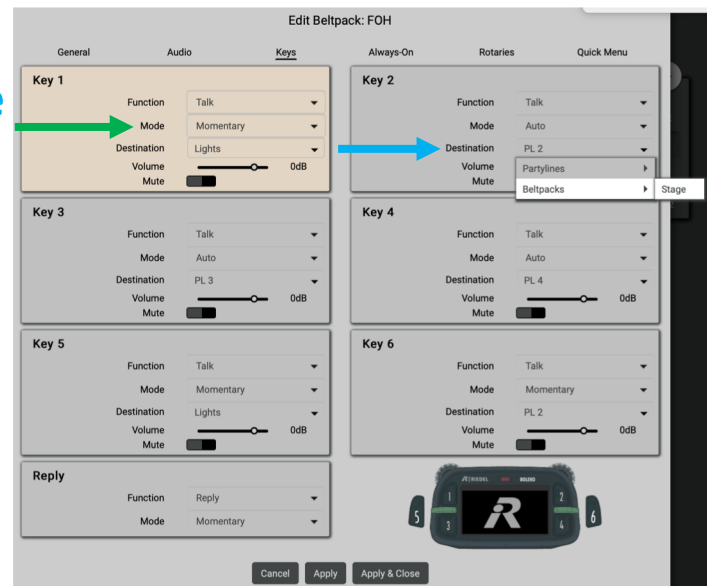 Edit Beltpack: FOH
General Audio Keys Always-On Rotaries Quick Menu
Key 1
Function Talk
Mode Momentary
Destination Lights
Volume 0dB
Mute
Key 2
Function Talk
Mode Auto
Destination PL 2
Volume
Mute
Partylines
Beltpacks
Stage
Key 3
Function Talk
Mode Auto
Destination PL 3
Volume 0dB
Mute
Key 4
Function Talk
Mode Auto
Destination PL 4
Volume 0dB
Mute
Key 5
Function Talk
Mode Momentary
Destination Lights
Volume 0dB
Mute
Key 6
Function Talk
Mode Momentary
Destination PL 2
Volume 0dB
Mute
Reply
Function Reply
Mode Momentary
RIEDEL BOLERO
1 2
5 R 6
3 4
Cancel Apply Apply & Close